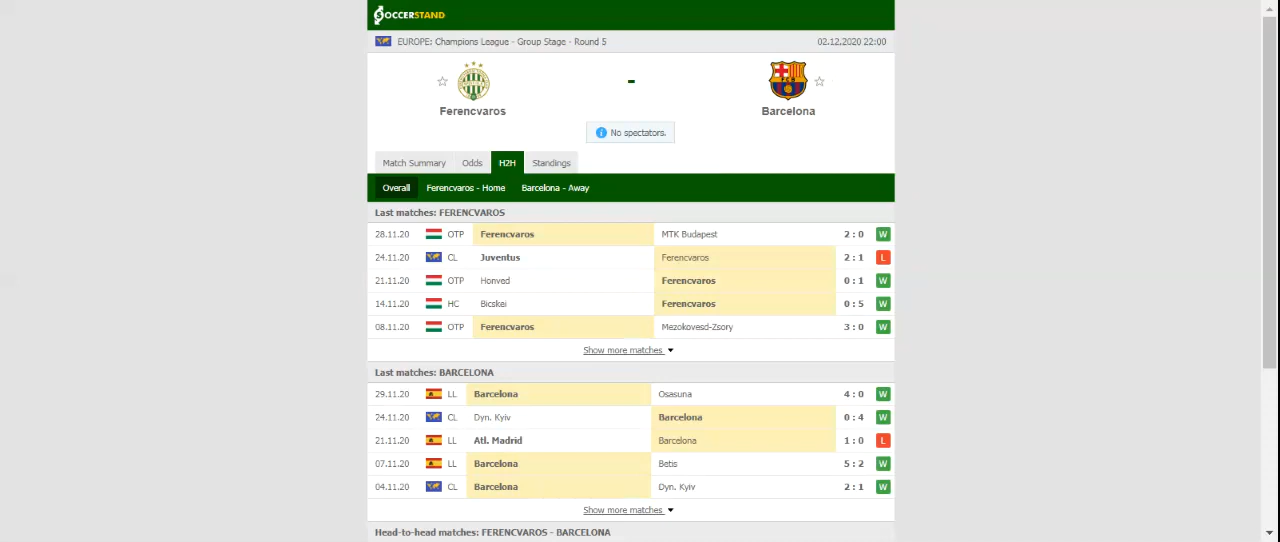 SOCCERSTAND
EUROPE: Champions League - Group Stage - Round 5 02.12.2020 22:00
-
Ferencvaros Barcelona
No spectators.
Match Summary Odds H2H Standings
Overall Ferencvaros - Home Barcelona - Away
Last matches: FERENCVAROS
28.11.20 OTP Ferencvaros MTK Budapest 2 : 0 W
24.11.20 CL Juventus Ferencvaros 2 : 1 L
21.11.20 OTP Honved Ferencvaros 0 : 1 W
14.11.20 HC Bicskei Ferencvaros 0 : 5 W
08.11.20 OTP Ferencvaros Mezokovesd-Zsory 3 : 0 W
Show more matches
Last matches: BARCELONA
29.11.20 LL Barcelona Osasuna 4 : 0 W
24.11.20 CL Dyn. Kyiv Barcelona 0 : 4 W
21.11.20 LL Atl. Madrid Barcelona 1 : 0 L
07.11.20 LL Barcelona Betis 5 : 2 W
04.11.20 CL Barcelona Dyn. Kyiv 2 : 1 W
Show more matches
Head-to-head matches: FERENCVAROS - BARCELONA